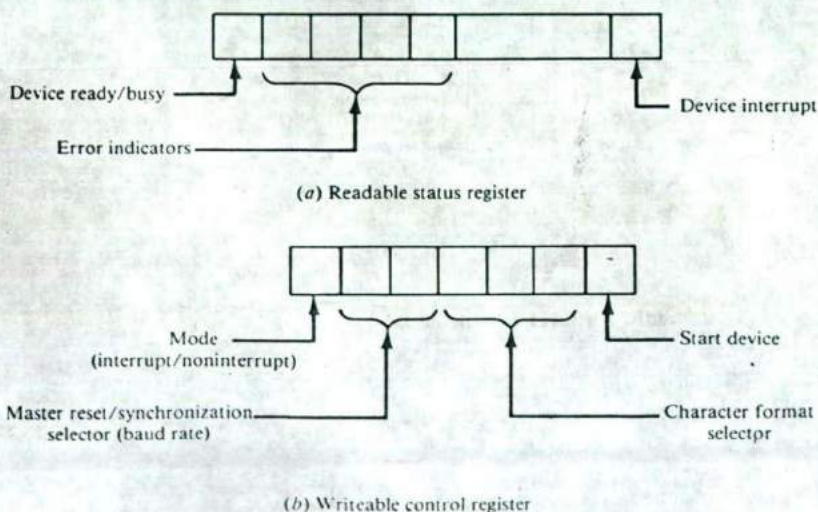 Device ready/busy
Device interrupt
Error indicators
(a) Readable status register
Mode
(interrupt/noninterrupt)
Start device
Master reset/synchronization
selector (baud rate)
Character format
selector
(b) Writeable control register